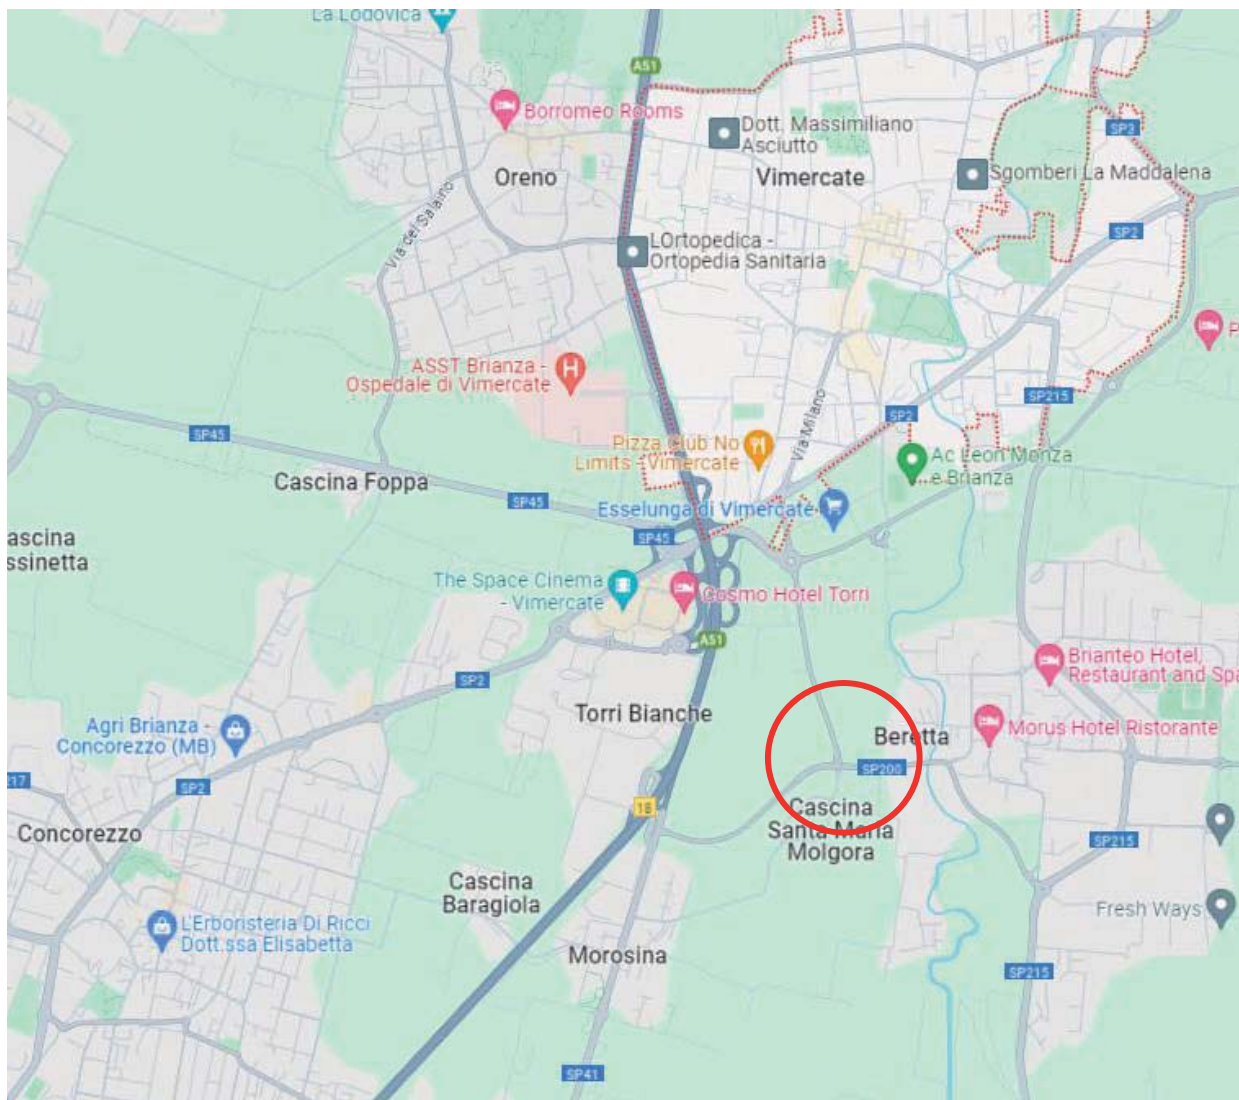 La Lodovica
A51
Borromeo Rooms
Dott. Massimiliano
Asciutto
SP3
Oreno
Vimercate
Sgomberi La Maddalena
Via del Salaino
SP2
LOrtopedica -
Ortopedia Sanitaria
P
ASST Brianza -
Ospedale di Vimercate
H
SP215
SP45
SP2
Via Milano
Pizza Club No
Limits - Vimercate
Ac Leon Monza
e Brianza
Cascina Foppa
SP45
Esselunga di Vimercate
SP45
ascina
ssinetta
The Space Cinema
- Vimercate
Cosmo Hotel Torri
A51
Brianteo Hotel,
Restaurant and Spa
SP2
Torri Bianche
Agri Brianza -
Concorezzo (MB)
Beretta
Morus Hotel Ristorante
SP200
17
SP2
18
Cascina
Santa Maria
Molgora
Concorezzo
SP215
Cascina
Baragiola
Fresh Ways
L'Erboristeria Di Ricci
Dott.ssa Elisabetta
Morosina
SP215
SP41